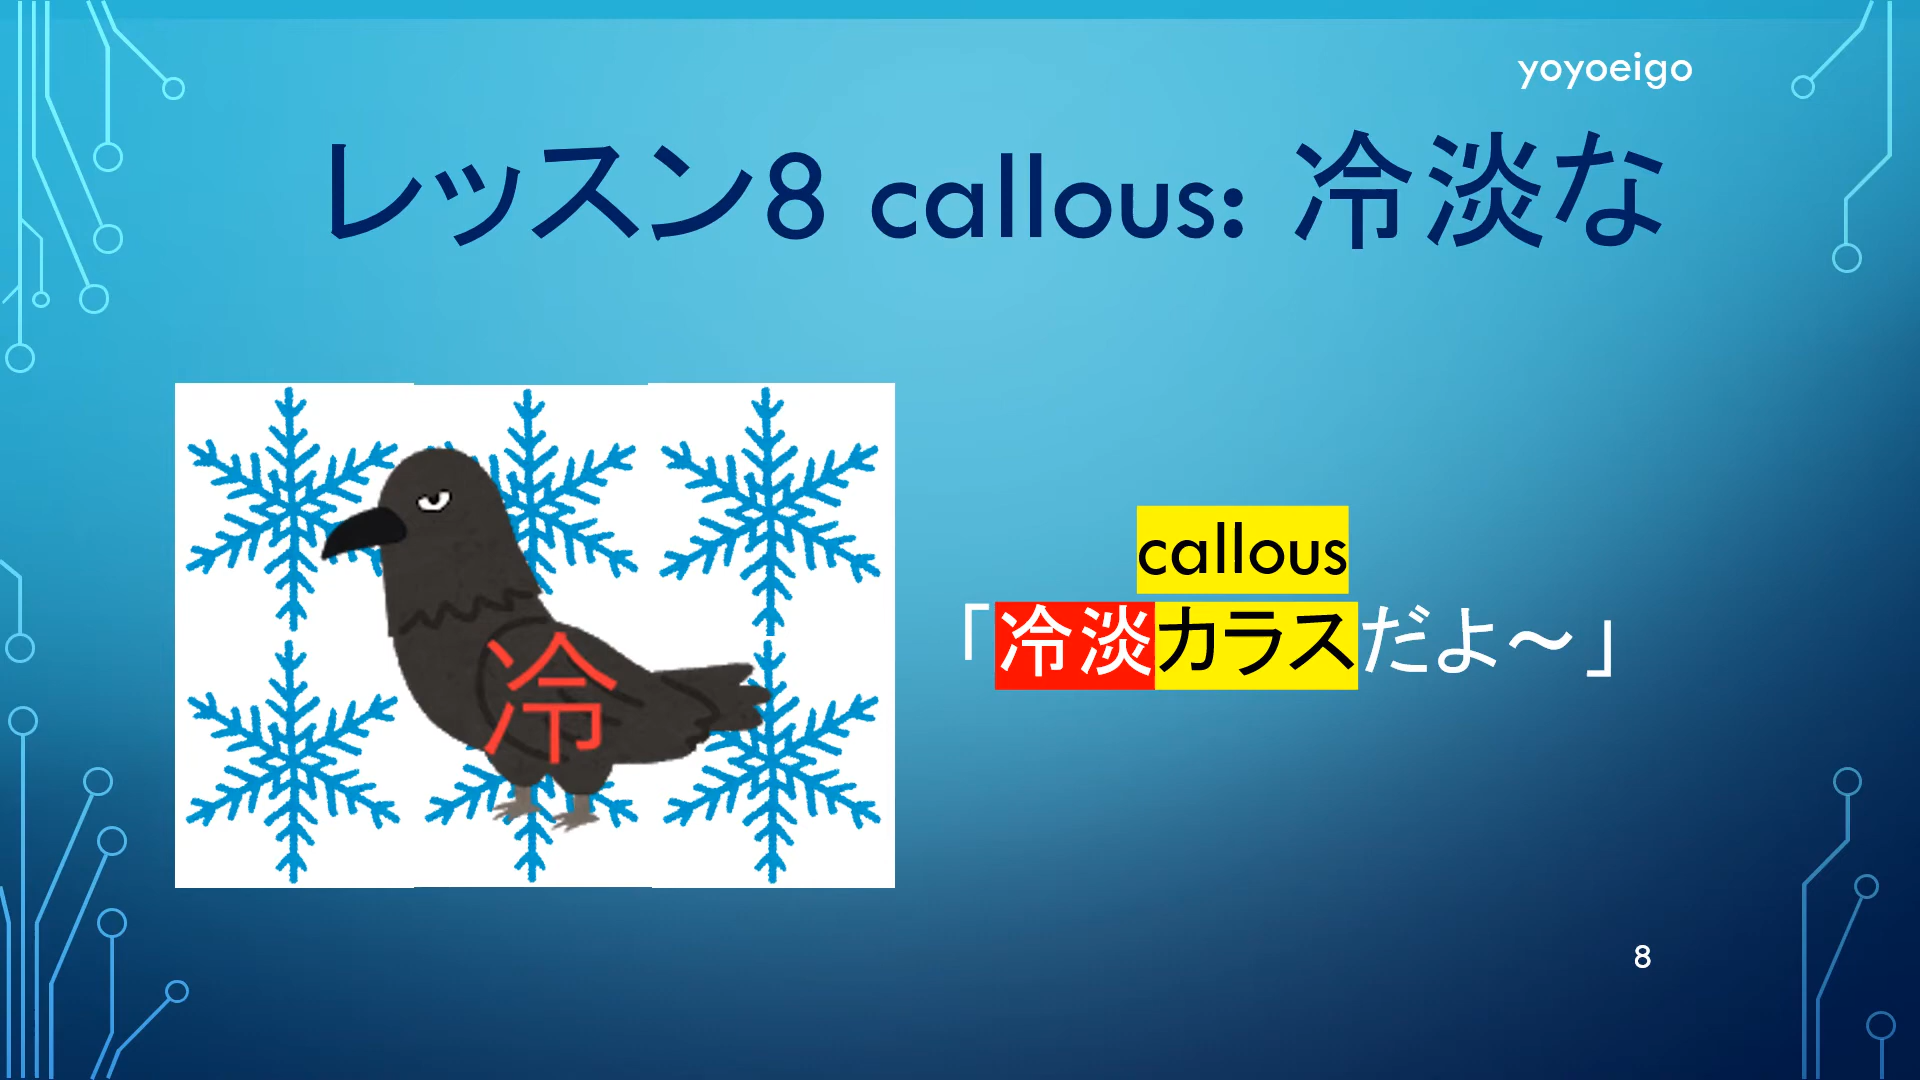 yoyoeigo
レッスン8 callous: 冷淡な
冷
callous
「冷淡カラスだよ～」
8